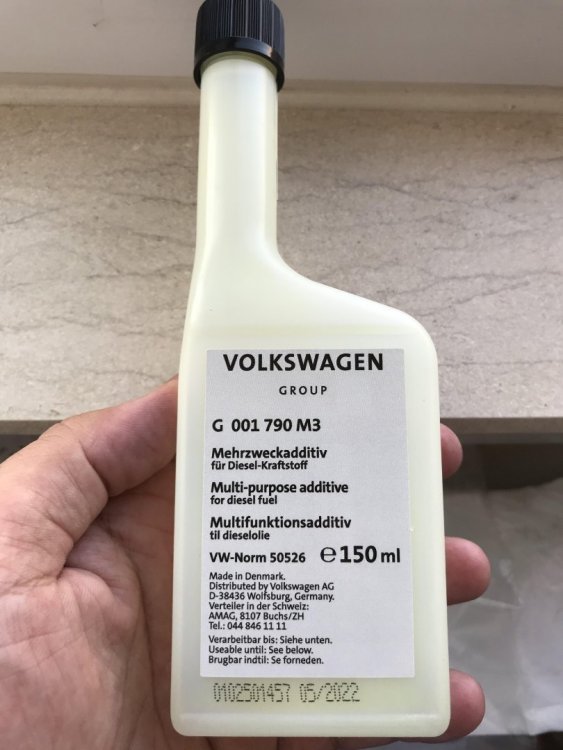 VOLKSWAGEN
GROUP
G 001 790 M3
Mehrzweckadditiv
für Diesel-Kraftstoff
Multi-purpose additive
for diesel fuel
Multifunktionsadditiv
til dieselolie
VW-Norm 50526 ℮150 ml
Made in Denmark.
Distributed by Volkswagen AG
D-38436 Wolfsburg, Germany.
Verteiler in der Schweiz:
AMAG, 8107 Buchs/ZH
Tel.: 044 846 11 11
Verarbeitbar bis: Siehe unten.
Useable until: See below.
Brugbar indtil: Se forneden.
0102501457 05/2022